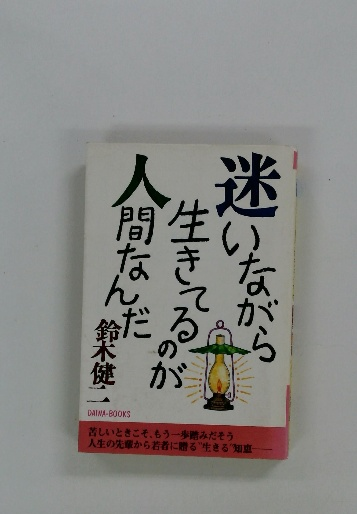 迷いながら
生きてるのが
人間なんだ
鈴木健二
DAIWA-BOOKS
苦しいときこそ、もう一歩踏みだそう
人生の先輩から若者に贈る"生きる"知恵——